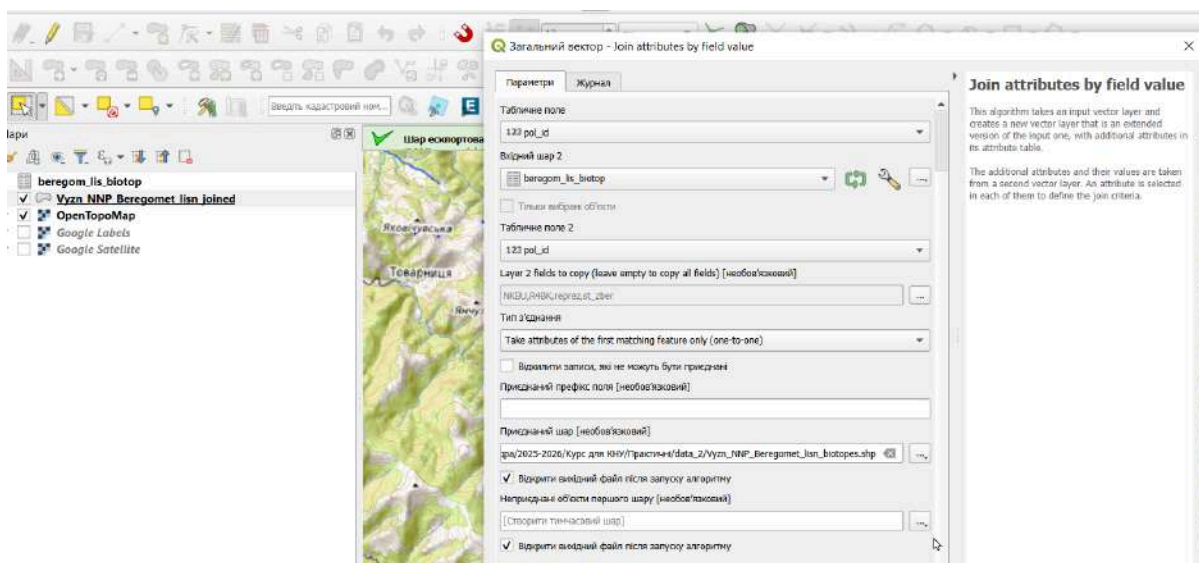 Загальний вектор - Join attributes by field value
Параметри
Журнал
Табличне поле
123 pol_id
Вхідний шар 2
beregom_lis_biotop
Тільки вибрані об'єкти
Табличне поле 2
123 pol_id
Layer 2 fields to copy (leave empty to copy all fields) [необов'язковий]
NKBU,R4BK,reprez,st_zber
Тип з'єднання
Take attributes of the first matching feature only (one-to-one)
Відхилити записи, які не можуть бути приєднані
Приєднаний префікс поля [необов'язковий]
Приєднаний шар [необов'язковий]
ipa/2025-2026/Курс для КНУ/Практичні/data_2/Vyzn_NNP_Beregomet_lisn_biotopes.shp
Відкрити вихідний файл після запуску алгоритму
Неприєднані об'єкти першого шару [необов'язковий]
[Створити тимчасовий шар]
Відкрити вихідний файл після запуску алгоритму
Join attributes by field value
This algorithm takes an input vector layer and
creates a new vector layer that is an extended
version of the input one, with additional attributes in
its attribute table.
The additional attributes and their values are taken
from a second vector layer. An attribute is selected
in each of them to define the join criteria.
Введіть кадастровий ном...
Шар експортова
beregom_lis_biotop
Vyzn_NNP_Beregomet_lisn_joined
OpenTopoMap
Google Labels
Google Satellite
Товарниця